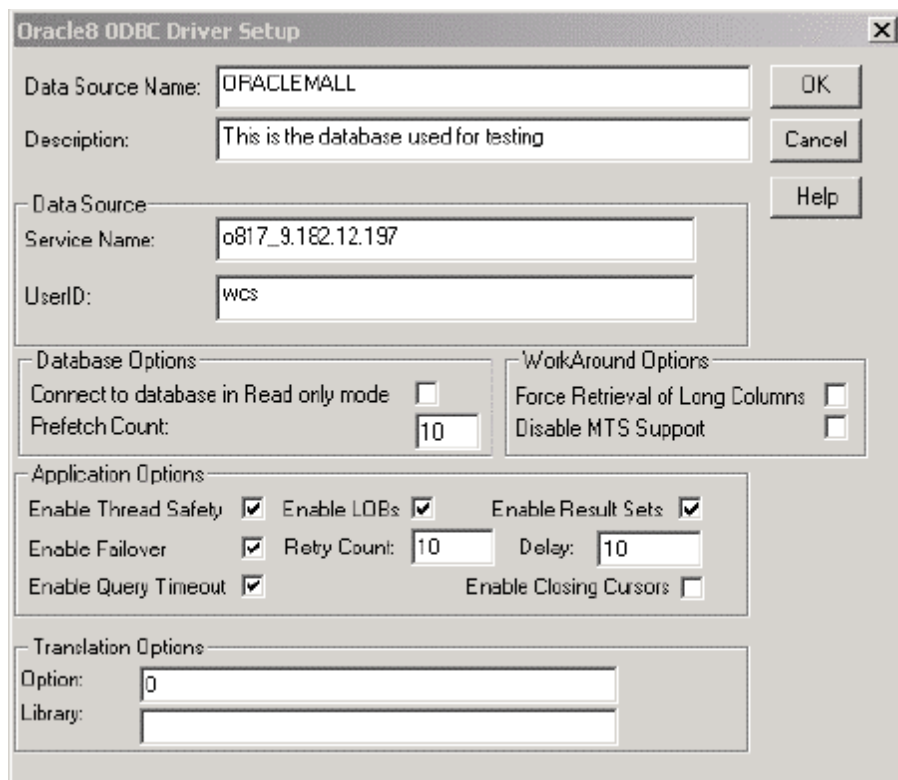 Oracle8 ODBC Driver Setup
Data Source Name: ORACLEMALL OK
Description: This is the database used for testing Cancel
Help
Data Source
Service Name: o817_9.182.12.197
UserID: wcs
Database Options WorkAround Options
Connect to database in Read only mode Force Retrieval of Long Columns
Prefetch Count: 10 Disable MTS Support
Application Options
Enable Thread Safety Enable LOBs Enable Result Sets
Enable Failover Retry Count: 10 Delay: 10
Enable Query Timeout Enable Closing Cursors
Translation Options
Option: 0
Library: